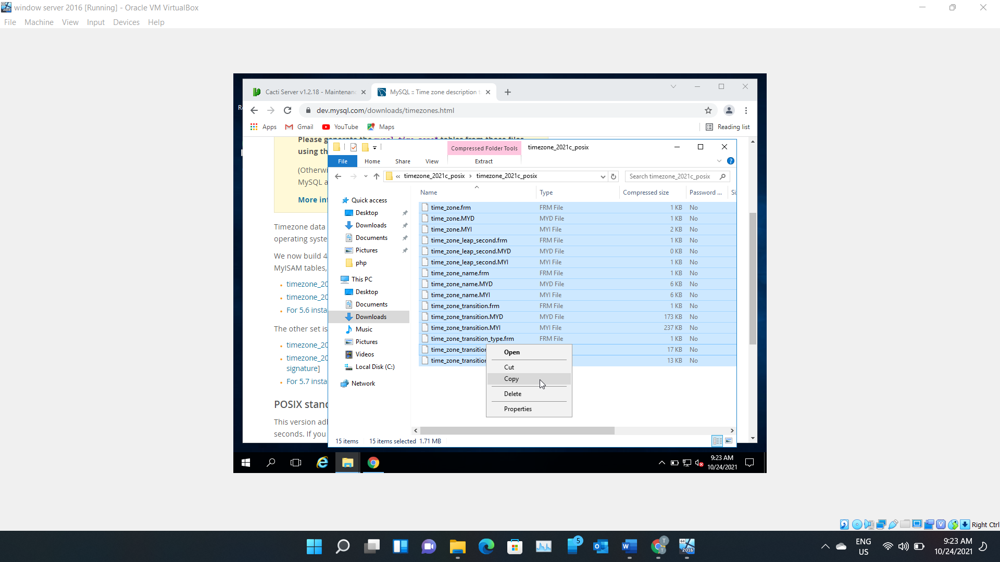 window server 2016 [Running] - Oracle VM VirtualBox
File Machine View Input Devices Help
Cacti Server v1.2.18 - Maintenanc
MySQL :: Time zone description t
dev.mysql.com/downloads/timezones.html
Apps Gmail YouTube Maps Reading list
using th
(Otherwi
MySQL a
More inf
Timezone data
operating syste
We now build 4
MyISAM tables,
timezone_20
timezone_20
For 5.6 insta
The other set is
timezone_20
timezone_20
signature]
For 5.7 insta
POSIX stand
This version adl
seconds. If you
Compressed Folder Tools timezone_2021c_posix
File Home Share View Extract
« timezone_2021c_posix › timezone_2021c_posix
Search timezone_2021c_posix
Quick access
Desktop
Downloads
Documents
Pictures
php
This PC
Desktop
Documents
Downloads
Music
Pictures
Videos
Local Disk (C:)
Network
Name Type Compressed size Password ... Si
time_zone.frm FRM File 1 KB No
time_zone.MYD MYD File 1 KB No
time_zone.MYI MYI File 2 KB No
time_zone_leap_second.frm FRM File 1 KB No
time_zone_leap_second.MYD MYD File 0 KB No
time_zone_leap_second.MYI MYI File 1 KB No
time_zone_name.frm FRM File 1 KB No
time_zone_name.MYD MYD File 6 KB No
time_zone_name.MYI MYI File 6 KB No
time_zone_transition.frm FRM File 1 KB No
time_zone_transition.MYD MYD File 173 KB No
time_zone_transition.MYI MYI File 237 KB No
time_zone_transition_type.frm FRM File 1 KB No
time_zone_transition 17 KB No
time_zone_transition 13 KB No
Open
Cut
Copy
Delete
Properties
15 items 15 items selected 1.71 MB
9:23 AM
10/24/2021
Right Ctrl
5
64
2016
ENG
US
9:23 AM
10/24/2021